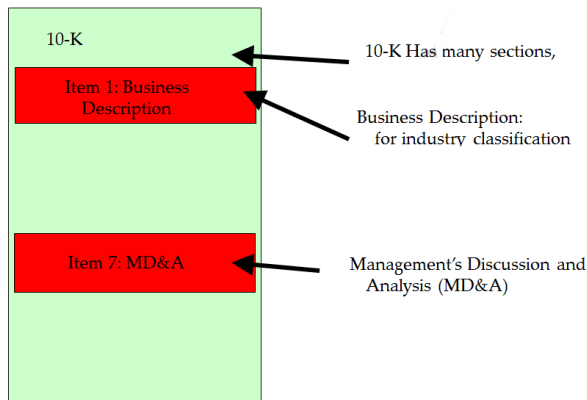 10-K
10-K Has many sections,
Item 1: Business
Description
Business Description:
for industry classification
Item 7: MD&A
Management's Discussion and
Analysis (MD&A)